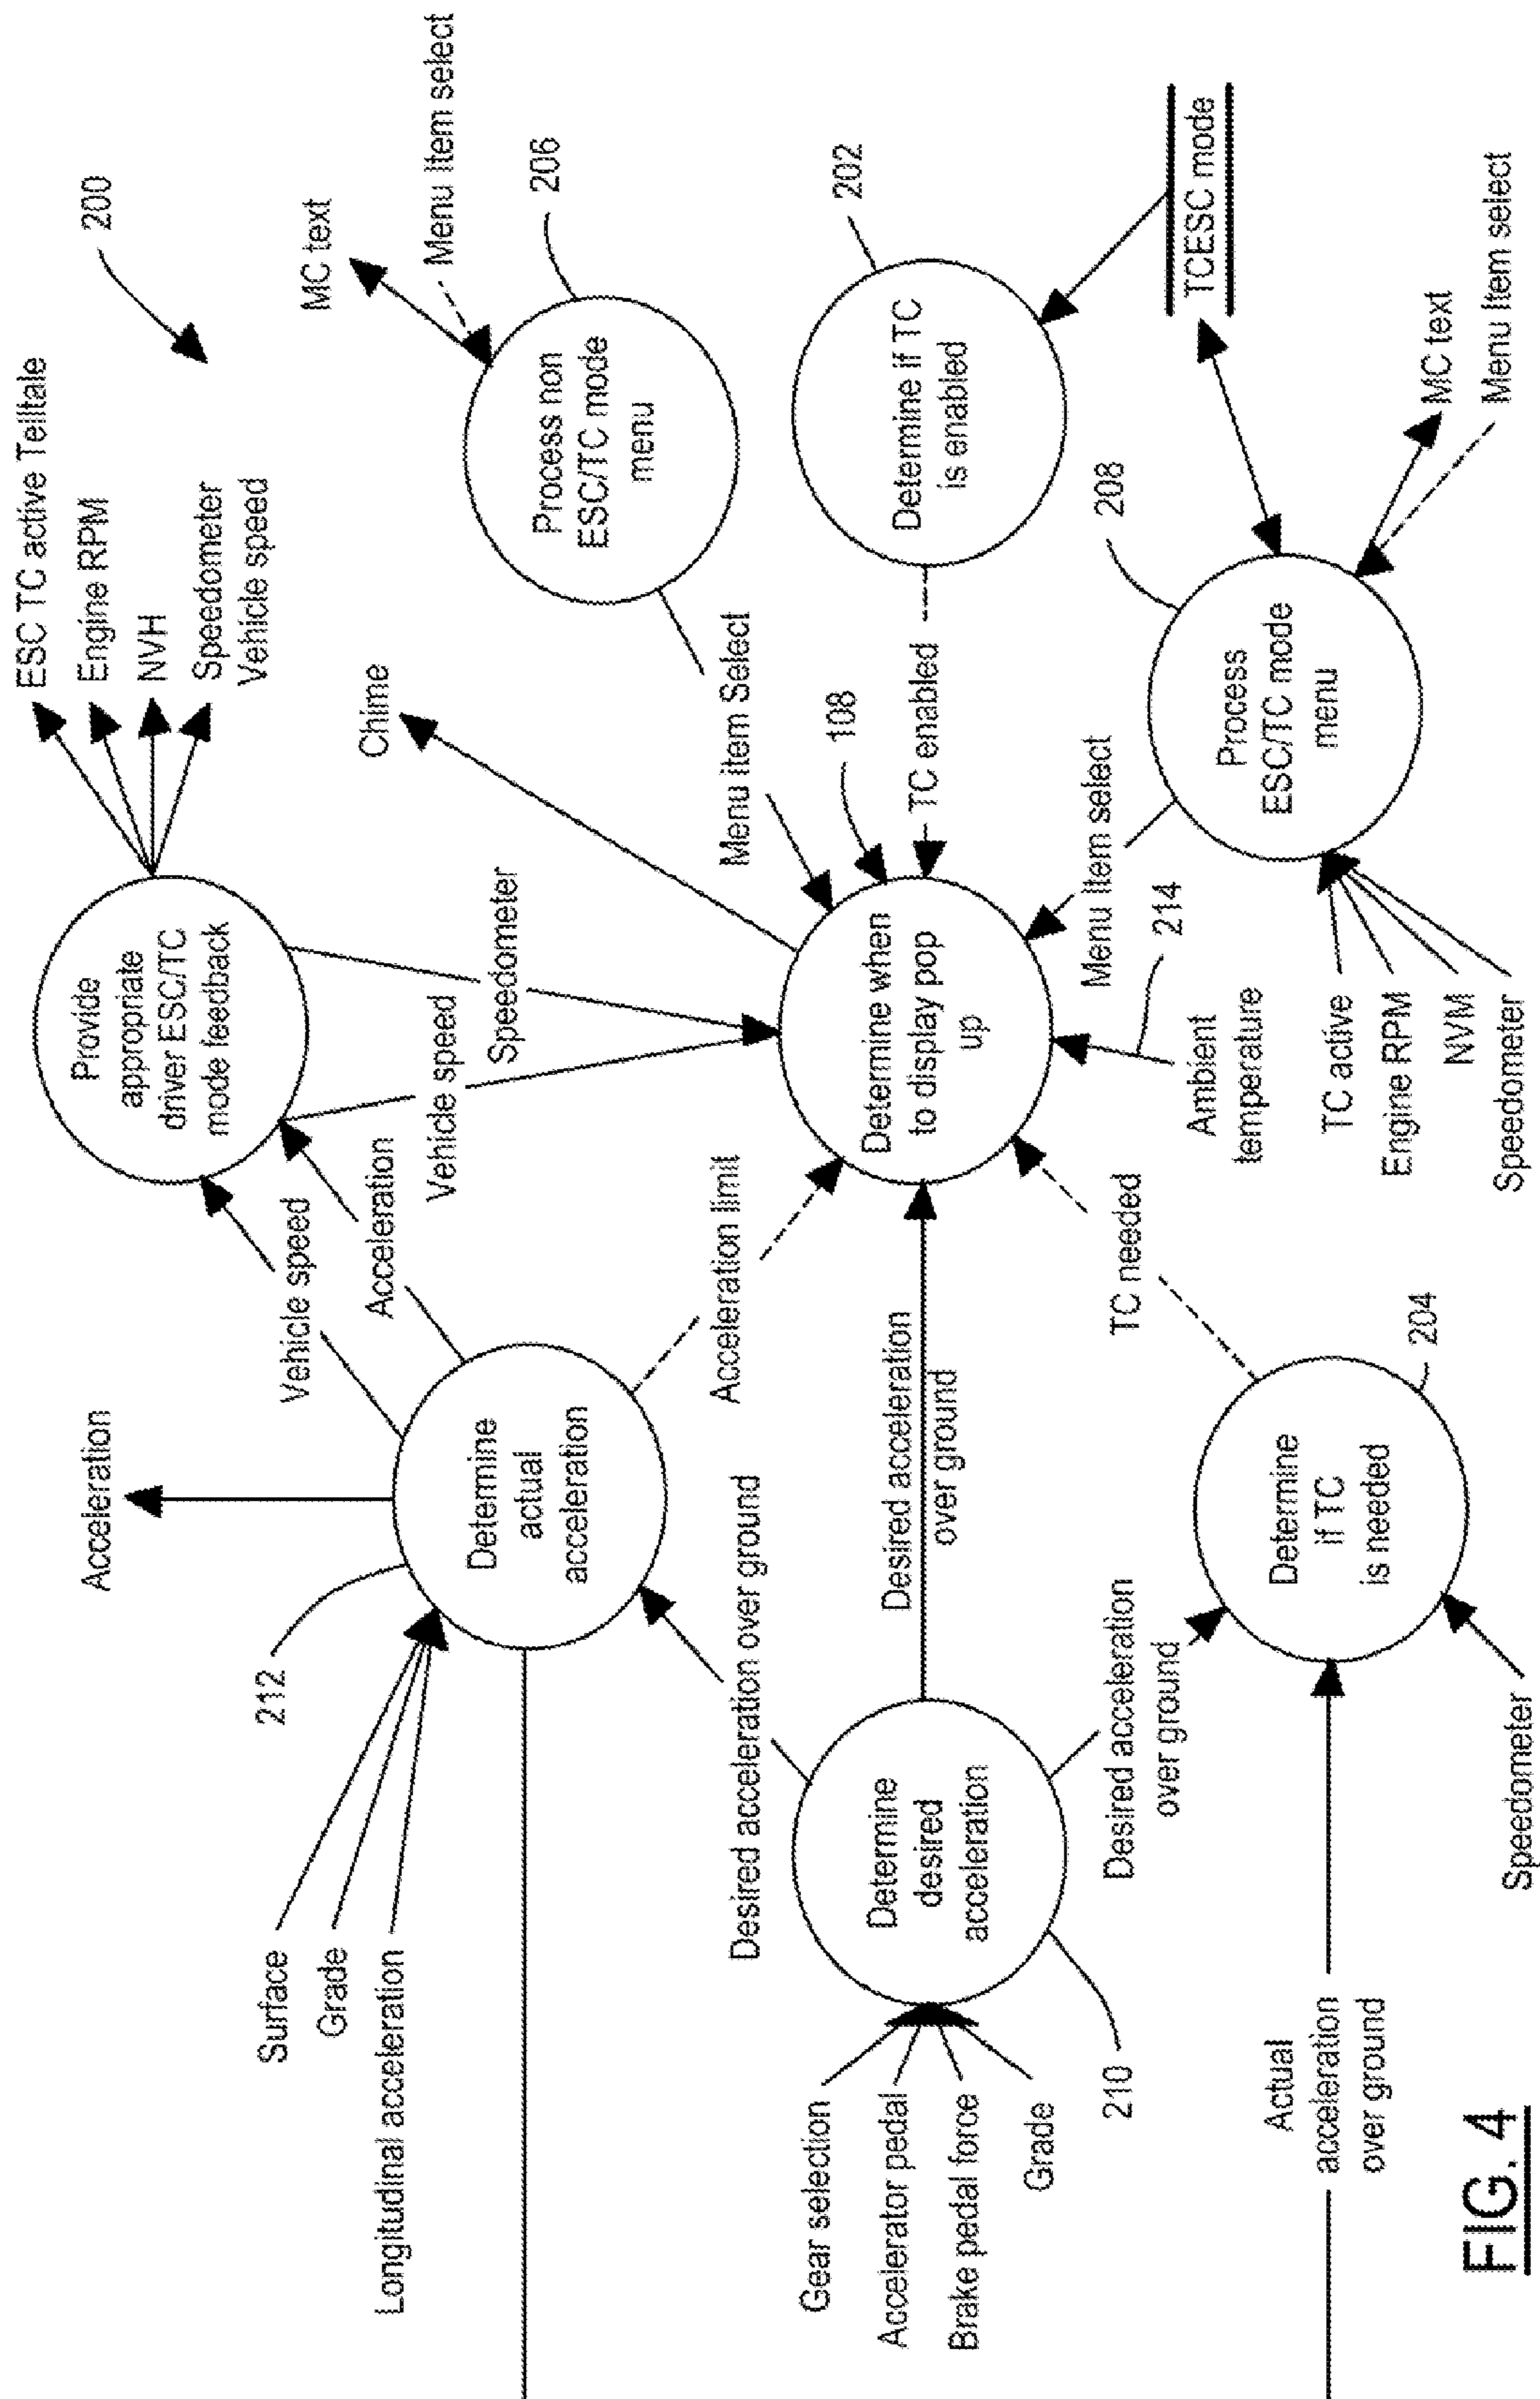 200
ESC TC active Telltale
Engine RPM
NVH
Speedometer
Vehicle speed
MC text
Menu Item select
206
Process non
ESC/TC mode
menu
Chime
Menu item Select
Provide
appropriate
driver ESC/TC
mode feedback
Speedometer
Vehicle speed
Acceleration
Vehicle speed
Acceleration
212
Determine
actual
acceleration
Surface
Grade
Longitudinal acceleration
Acceleration limit
Desired acceleration over ground
202
Determine if TC
is enabled
TC enabled
108
Determine when
to display pop
up
Desired acceleration
over ground
Determine
desired
acceleration
Gear selection
Accelerator pedal
Brake pedal force
Grade
210
TCESC mode
MC text
Menu Item select
208
Process
ESC/TC mode
menu
Menu Item select
214
Ambient
temperature
TC active
Engine RPM
NVM
Speedometer
TC needed
204
Determine
if TC
is needed
Desired acceleration
over ground
Speedometer
Actual
acceleration
over ground
FIG. 4